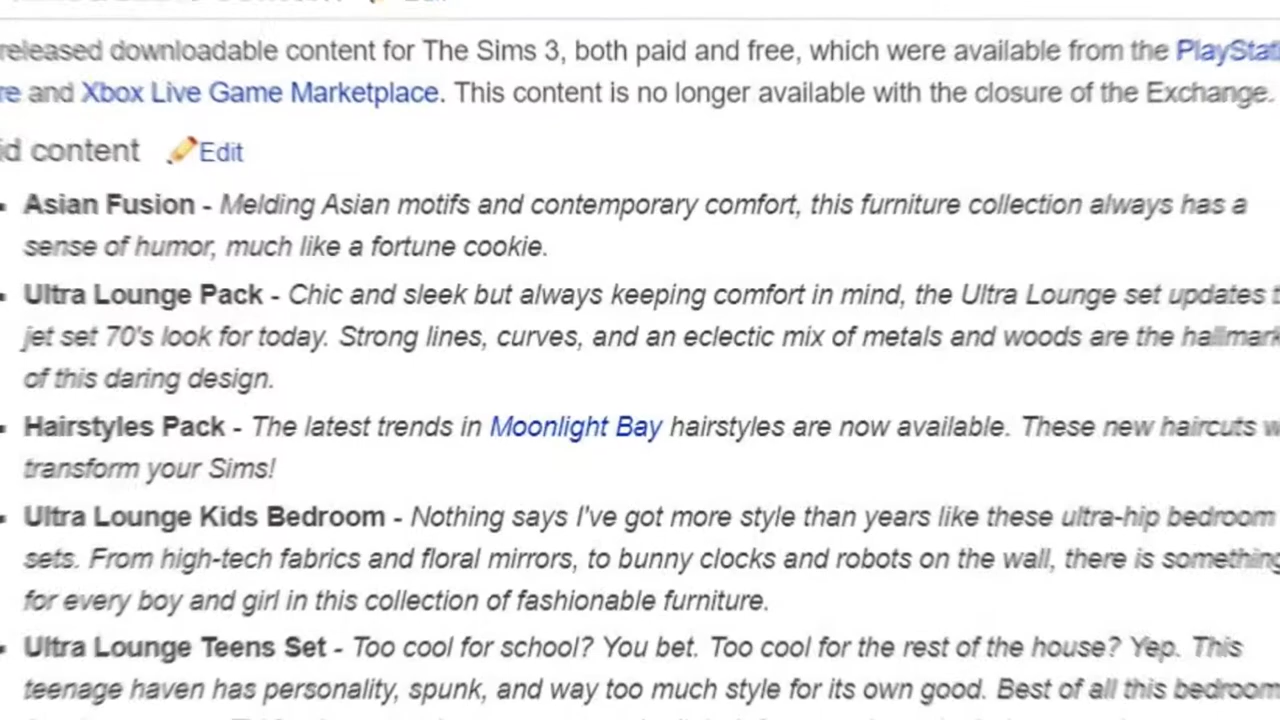 released downloadable content for The Sims 3, both paid and free, which were available from the PlayStat
re and Xbox Live Game Marketplace. This content is no longer available with the closure of the Exchange.
id content Edit
Asian Fusion - Melding Asian motifs and contemporary comfort, this furniture collection always has a
sense of humor, much like a fortune cookie.
Ultra Lounge Pack - Chic and sleek but always keeping comfort in mind, the Ultra Lounge set updates t
jet set 70's look for today. Strong lines, curves, and an eclectic mix of metals and woods are the hallmark
of this daring design.
Hairstyles Pack - The latest trends in Moonlight Bay hairstyles are now available. These new haircuts w
transform your Sims!
Ultra Lounge Kids Bedroom - Nothing says I've got more style than years like these ultra-hip bedroom
sets. From high-tech fabrics and floral mirrors, to bunny clocks and robots on the wall, there is something
for every boy and girl in this collection of fashionable furniture.
Ultra Lounge Teens Set - Too cool for school? You bet. Too cool for the rest of the house? Yep. This
teenage haven has personality, spunk, and way too much style for its own good. Best of all this bedroom